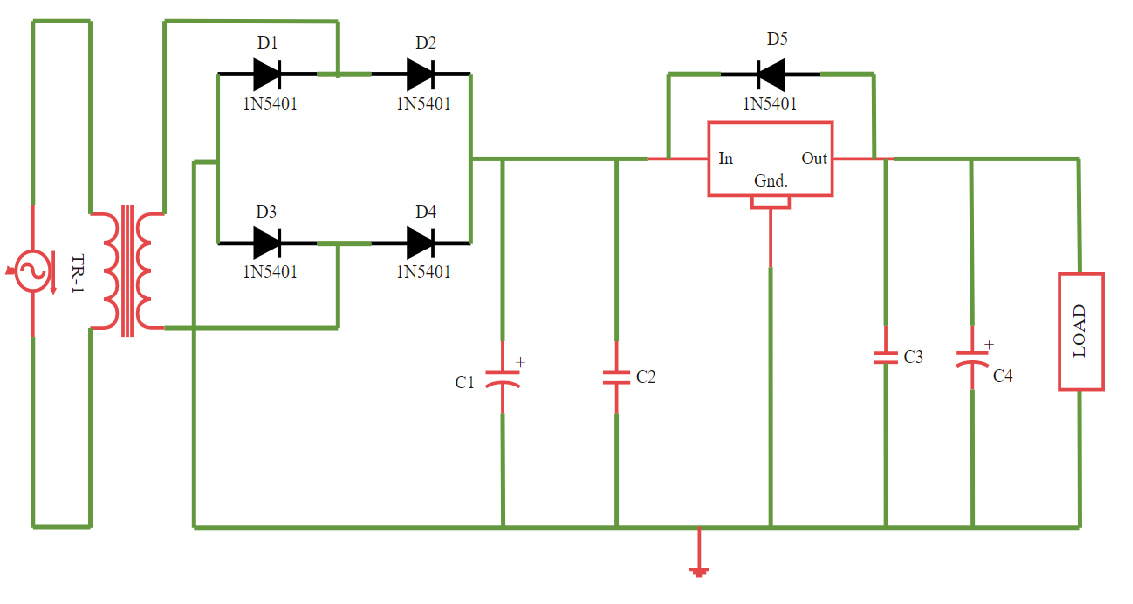 D1
D2
D5
1N5401
1N5401
1N5401
In
Out
Gnd.
D3
D4
1N5401
1N5401
TR-1
C1
+
C2
C3
+
C4
LOAD